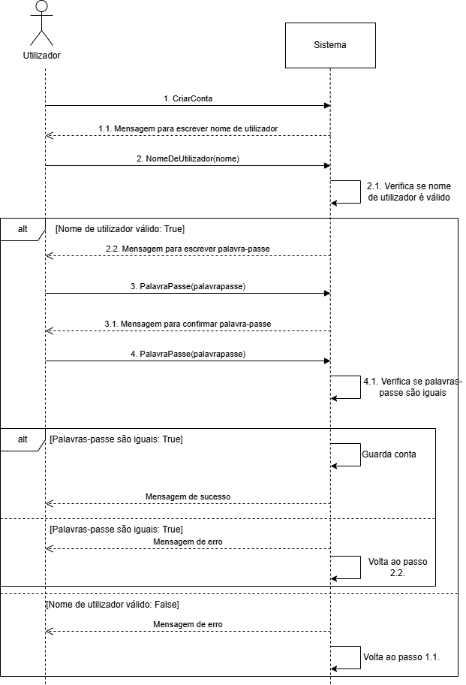 Utilizador
Sistema
1. CriarConta
1.1. Mensagem para escrever nome de utilizador
2. NomeDeUtilizador(nome)
2.1. Verifica se nome
de utilizador é válido
alt
[Nome de utilizador válido: True]
2.2. Mensagem para escrever palavra-passe
3. PalavraPasse(palavrapasse)
3.1. Mensagem para confirmar palavra-passe
4. PalavraPasse(palavrapasse)
4.1. Verifica se palavras-
passe são iguais
alt
[Palavras-passe são iguais: True]
Guarda conta
Mensagem de sucesso
[Palavras-passe são iguais: True]
Mensagem de erro
Volta ao passo
2.2.
[Nome de utilizador válido: False]
Mensagem de erro
Volta ao passo 1.1.